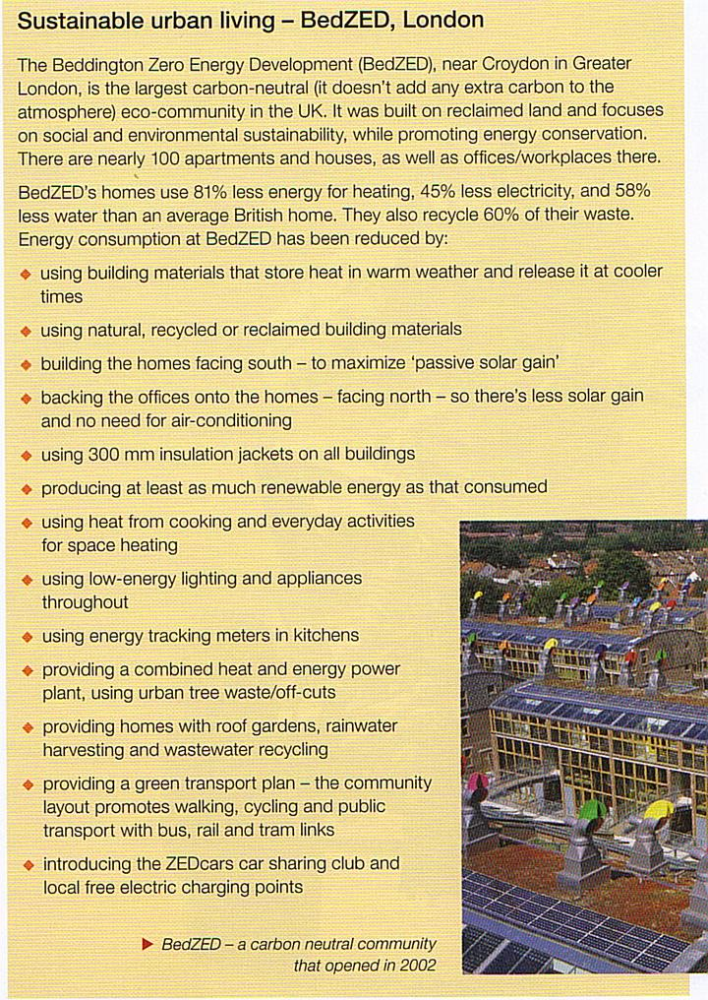 Sustainable urban living – BedZED, London
The Beddington Zero Energy Development (BedZED), near Croydon in Greater
London, is the largest carbon-neutral (it doesn't add any extra carbon to the
atmosphere) eco-community in the UK. It was built on reclaimed land and focuses
on social and environmental sustainability, while promoting energy conservation.
There are nearly 100 apartments and houses, as well as offices/workplaces there.
BedZED's homes use 81% less energy for heating, 45% less electricity, and 58%
less water than an average British home. They also recycle 60% of their waste.
Energy consumption at BedZED has been reduced by:
◆ using building materials that store heat in warm weather and release it at cooler
times
◆ using natural, recycled or reclaimed building materials
◆ building the homes facing south – to maximize 'passive solar gain'
◆ backing the offices onto the homes – facing north – so there's less solar gain
and no need for air-conditioning
◆ using 300 mm insulation jackets on all buildings
◆ producing at least as much renewable energy as that consumed
◆ using heat from cooking and everyday activities
for space heating
◆ using low-energy lighting and appliances
throughout
◆ using energy tracking meters in kitchens
◆ providing a combined heat and energy power
plant, using urban tree waste/off-cuts
◆ providing homes with roof gardens, rainwater
harvesting and wastewater recycling
◆ providing a green transport plan – the community
layout promotes walking, cycling and public
transport with bus, rail and tram links
◆ introducing the ZEDcars car sharing club and
local free electric charging points
▶ BedZED – a carbon neutral community
that opened in 2002